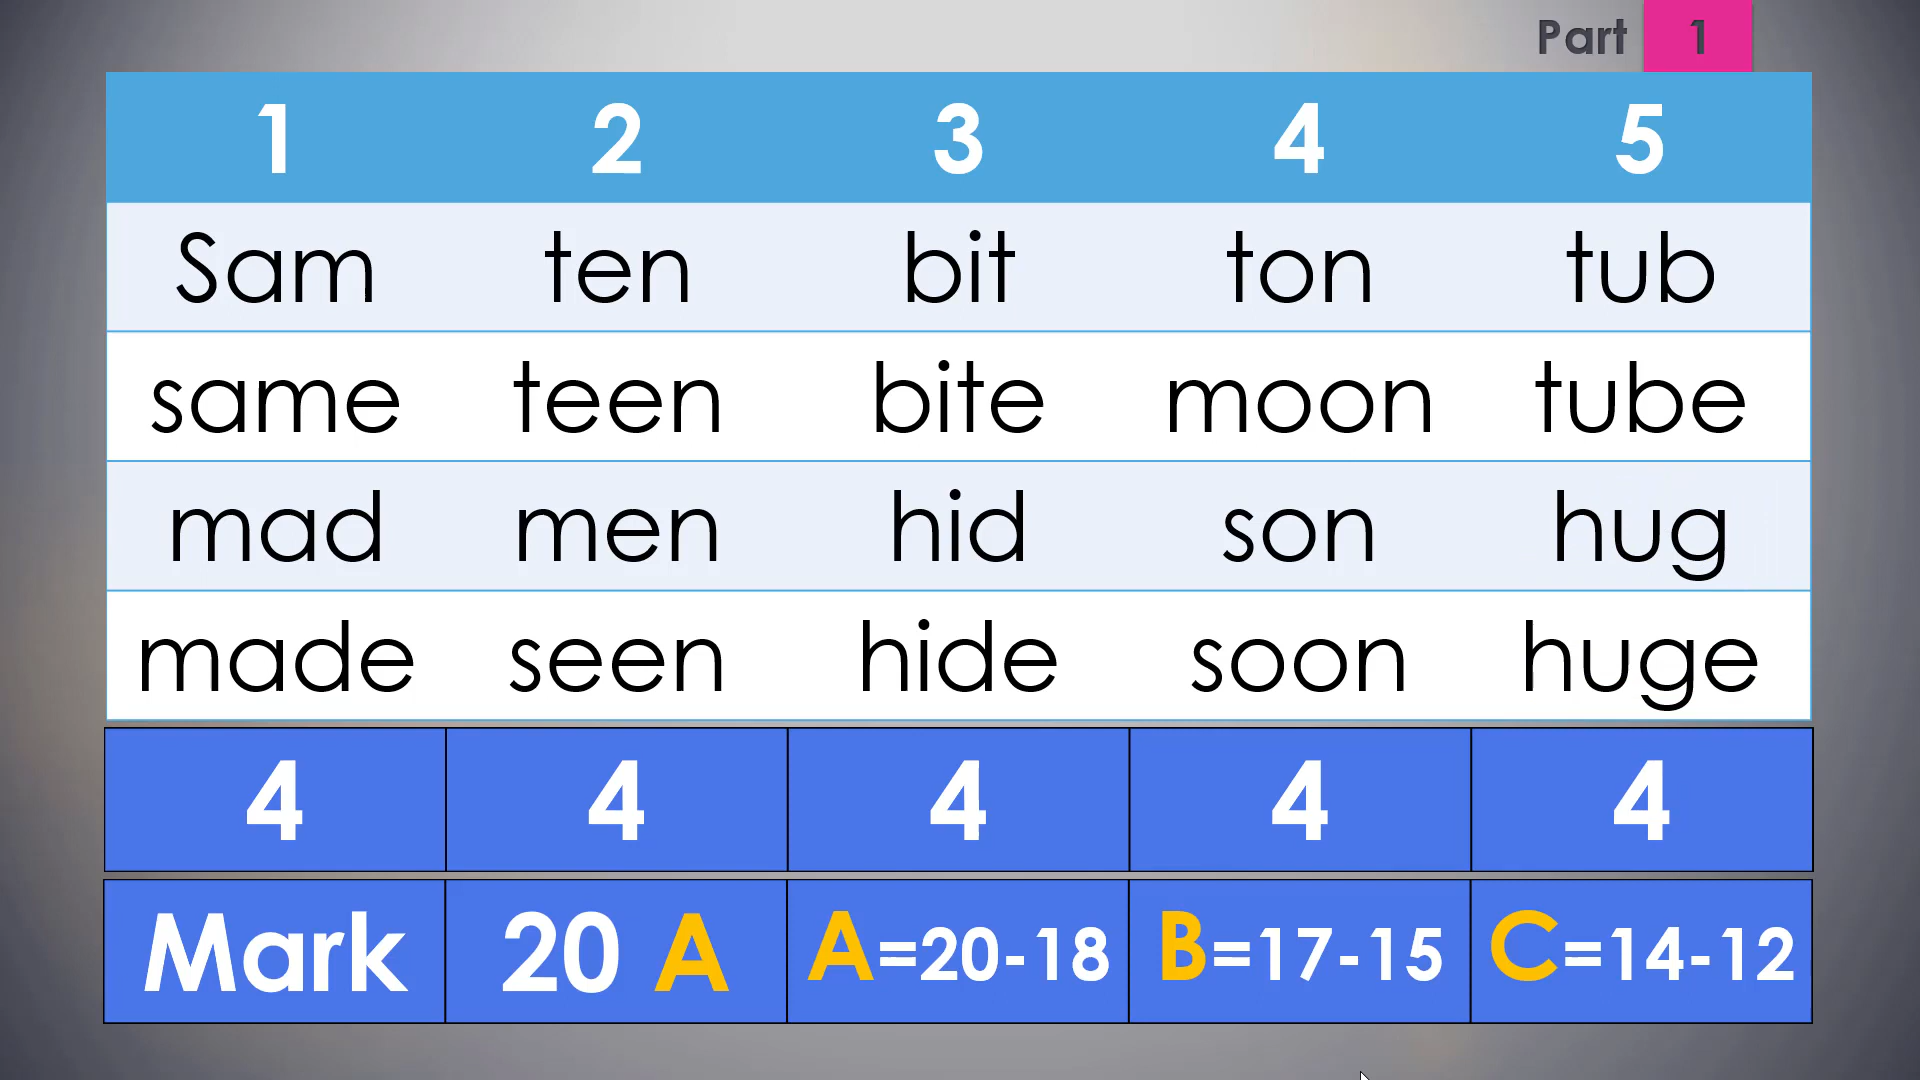 Part 1
1 2 3 4 5
Sam ten bit ton tub
same teen bite moon tube
mad men hid son hug
made seen hide soon huge
4 4 4 4 4
Mark 20 A A=20-18 B=17-15 C=14-12